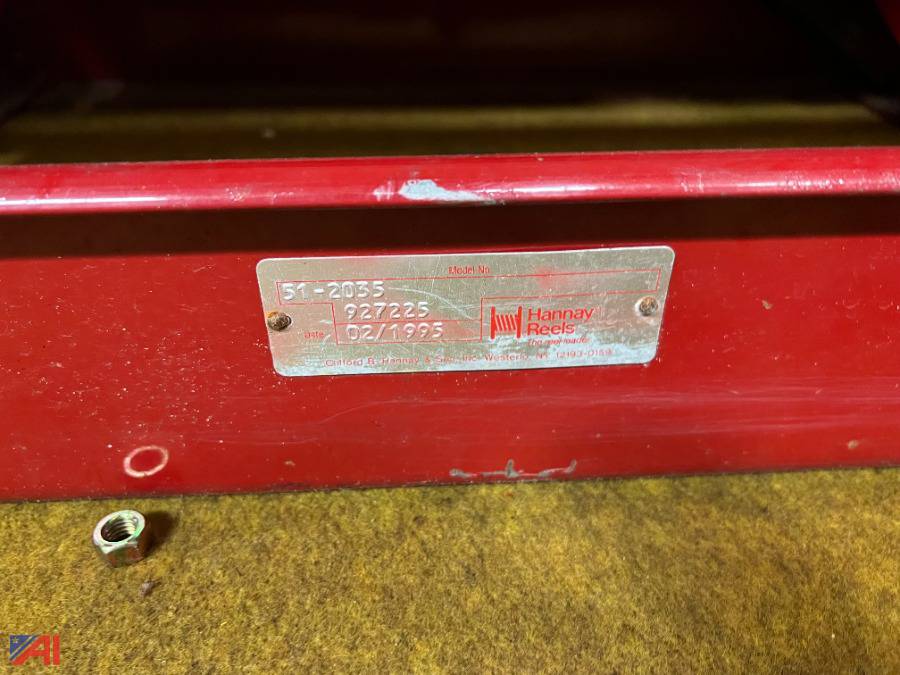 Model No.
51-2035
927225
Date 02/1995
Hannay
Reels
The reel leader
Clifford B. Hannay & Son, Inc. Westerlo, NY 12193-0159
AI